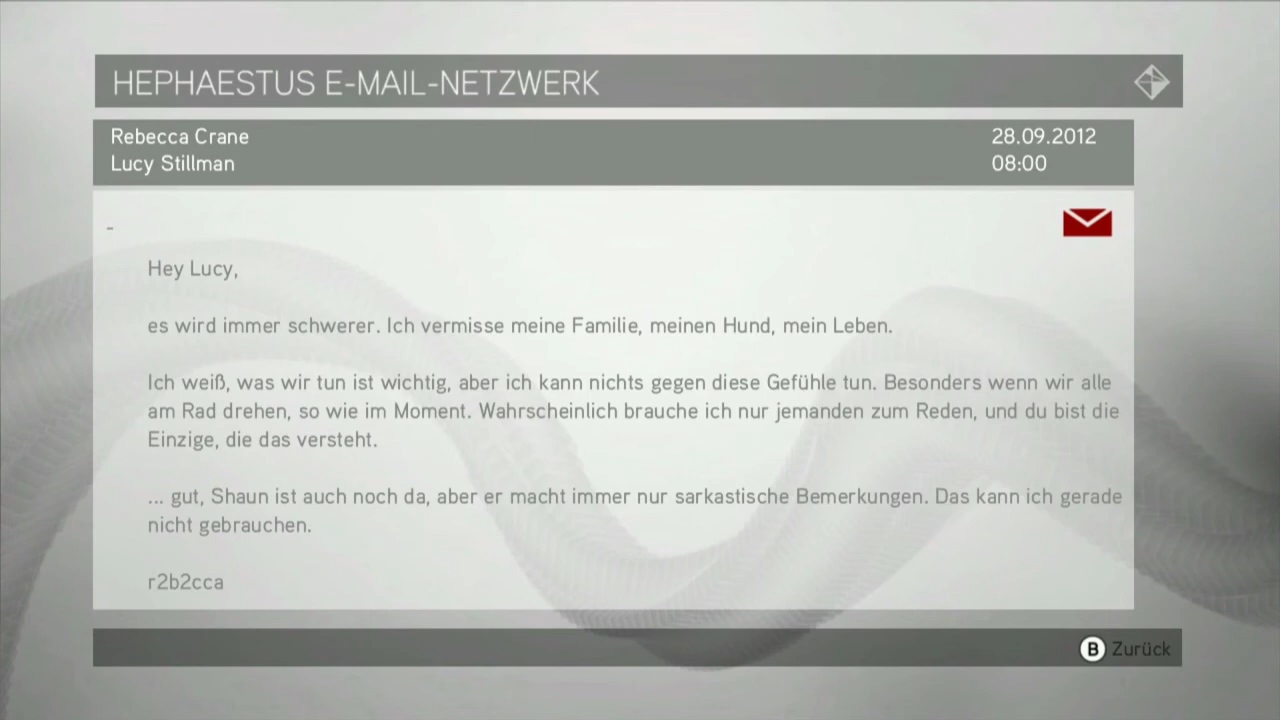 HEPHAESTUS E-MAIL-NETZWERK
Rebecca Crane
28.09.2012
Lucy Stillman
08:00
-
Hey Lucy,
es wird immer schwerer. Ich vermisse meine Familie, meinen Hund, mein Leben.
Ich weiß, was wir tun ist wichtig, aber ich kann nichts gegen diese Gefühle tun. Besonders wenn wir alle
am Rad drehen, so wie im Moment. Wahrscheinlich brauche ich nur jemanden zum Reden, und du bist die
Einzige, die das versteht.
... gut, Shaun ist auch noch da, aber er macht immer nur sarkastische Bemerkungen. Das kann ich gerade
nicht gebrauchen.
r2b2cca
B Zurück